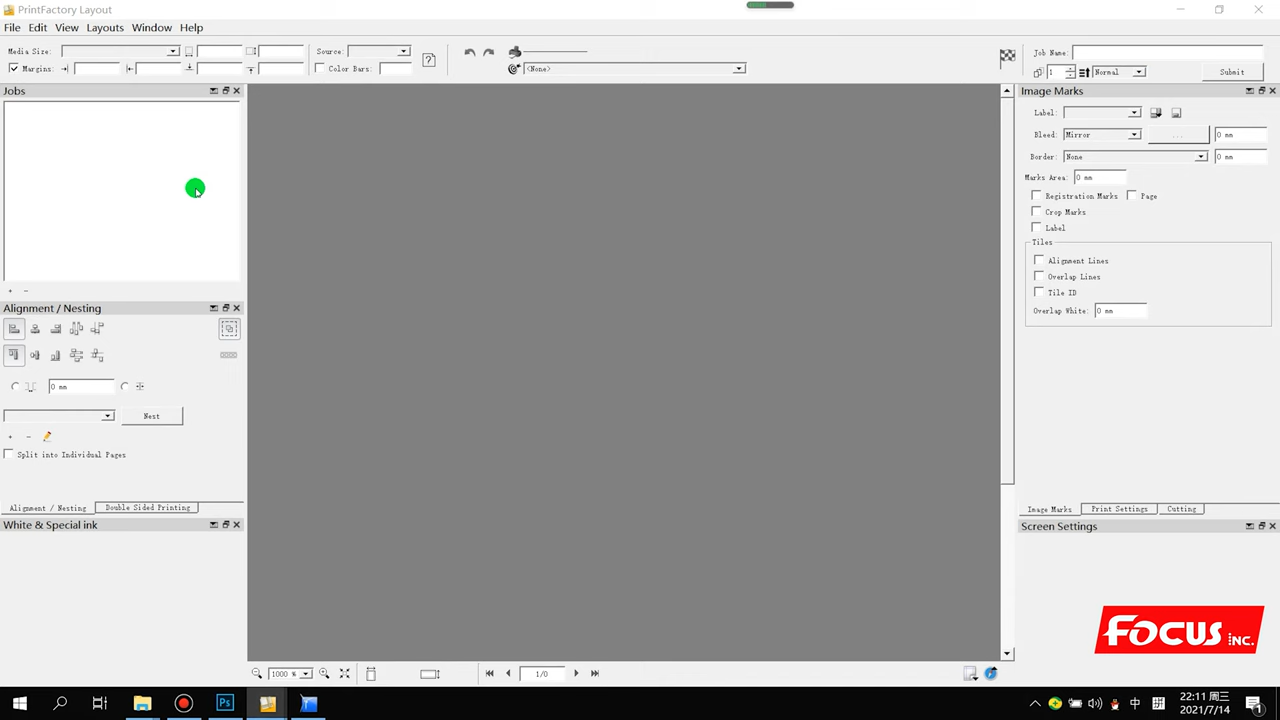 PrintFactory Layout
File Edit View Layouts Window Help
Media Size: Source: Job Name:
Margins: Color Bars: <None> 1 Normal Submit
Jobs
Image Marks
Label:
Bleed: Mirror ... 0 mm
Border: None 0 mm
Marks Area: 0 mm
Registration Marks Page
Crop Marks
Label
Tiles
Alignment Lines
Overlap Lines
Tile ID
Overlap White: 0 mm
Alignment / Nesting
0 mm
Nest
Split into Individual Pages
Alignment / Nesting Double Sided Printing
Image Marks Print Settings Cutting
White & Special ink
Screen Settings
FOCUS INC.
1000 % 1/0
Ps 中 拼 22:11 周三
2021/7/14 1